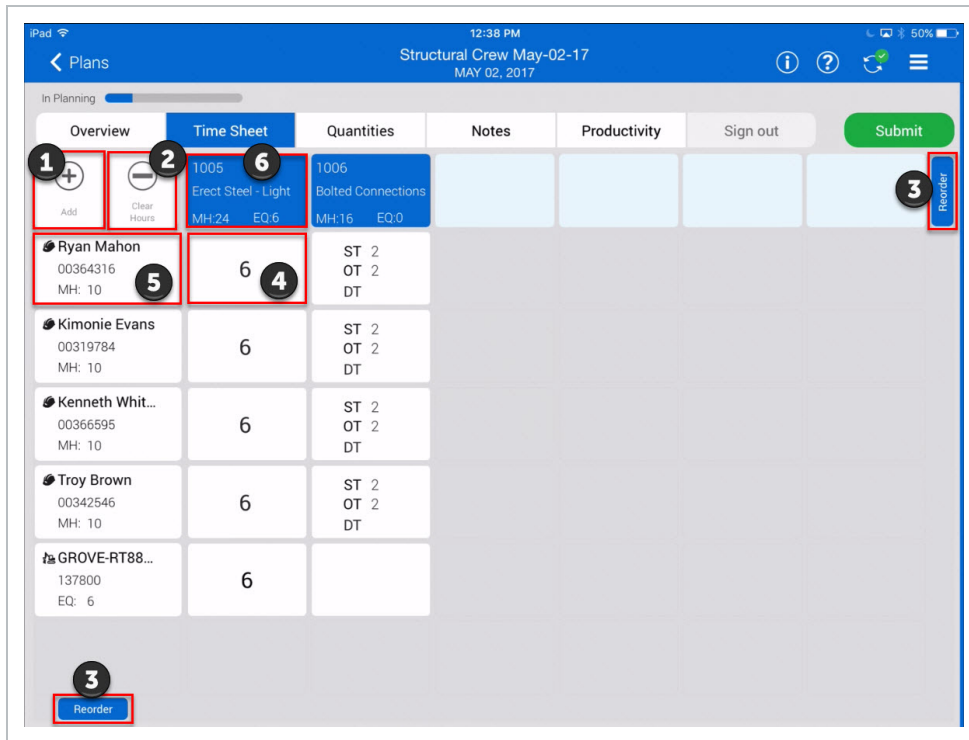 iPad 12:38 PM 50%
Plans Structural Crew May-02-17
MAY 02, 2017
In Planning
Overview Time Sheet Quantities Notes Productivity Sign out Submit
1 2 6 3
Add Clear
Hours
1005
Erect Steel - Light
MH:24 EQ:6
1006
Bolted Connections
MH:16 EQ:0
Reorder
Ryan Mahon
00364316
MH: 10
5
6
4
ST 2
OT 2
DT
Kimonie Evans
00319784
MH: 10
6
ST 2
OT 2
DT
Kenneth Whit...
00366595
MH: 10
6
ST 2
OT 2
DT
Troy Brown
00342546
MH: 10
6
ST 2
OT 2
DT
GROVE-RT88...
137800
EQ: 6
6
3
Reorder